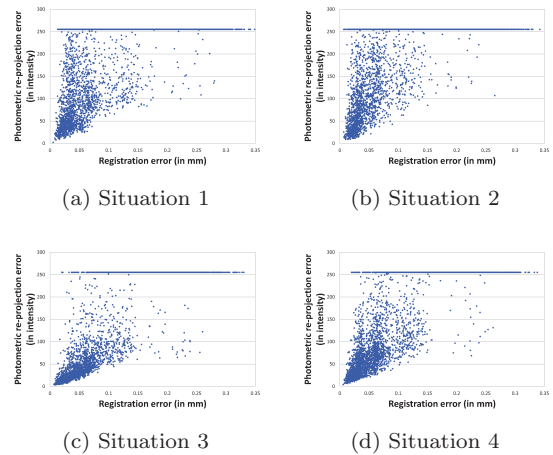 Photometric re-projection error
(in intensity)
300
250
200
150
100
50
0
0 0.05 0.1 0.15 0.2 0.25 0.3 0.35
Registration error (in mm)
(a) Situation 1
Photometric re-projection error
(in intensity)
300
250
200
150
100
50
0
0 0.05 0.1 0.15 0.2 0.25 0.3 0.35
Registration error (in mm)
(b) Situation 2
Photometric re-projection error
(in intensity)
300
250
200
150
100
50
0
0 0.05 0.1 0.15 0.2 0.25 0.3 0.35
Registration error (in mm)
(c) Situation 3
Photometric re-projection error
(in intensity)
300
250
200
150
100
50
0
0 0.05 0.1 0.15 0.2 0.25 0.3 0.35
Registration error (in mm)
(d) Situation 4